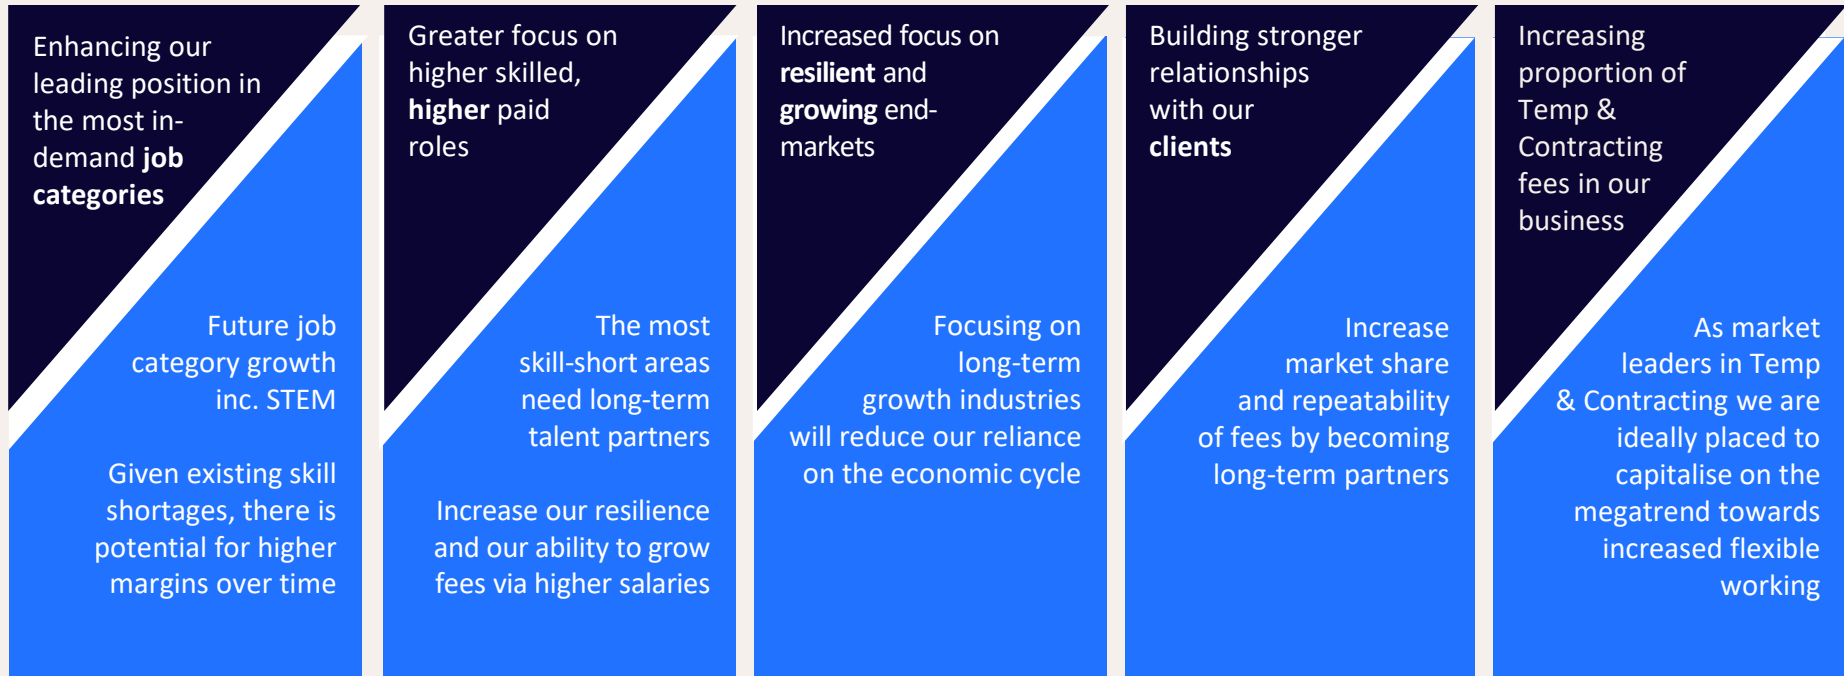 Enhancing our
leading position in
the most in-
demand job
categories
Future job
category growth
inc. STEM
Given existing skill
shortages, there is
potential for higher
margins over time
Greater focus on
higher skilled,
higher paid
roles
The most
skill-short areas
need long-term
talent partners
Increase our resilience
and our ability to grow
fees via higher salaries
Increased focus on
resilient and
growing end-
markets
Focusing on
long-term
growth industries
will reduce our reliance
on the economic cycle
Building stronger
relationships
with our
clients
Increase
market share
and repeatability
of fees by becoming
long-term partners
Increasing
proportion of
Temp &
Contracting
fees in our
business
As market
leaders in Temp
& Contracting we are
ideally placed to
capitalise on the
megatrend towards
increased flexible
working